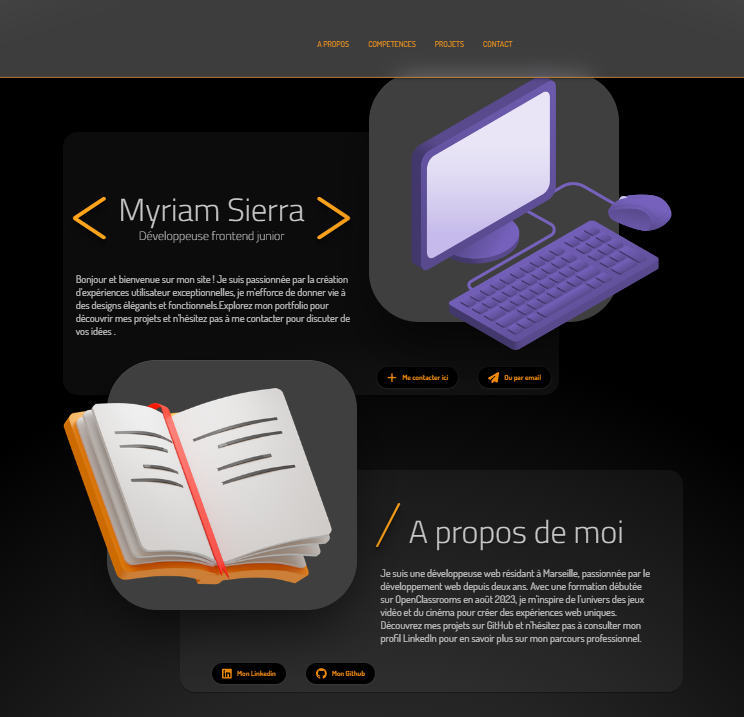 A PROPOS COMPETENCES PROJETS CONTACT
Myriam Sierra
Développeuse frontend junior
Bonjour et bienvenue sur mon site ! Je suis passionnée par la création
d'expériences utilisateur exceptionnelles, je m'efforce de donner vie à
des designs élégants et fonctionnels.Explorez mon portfolio pour
découvrir mes projets et n'hésitez pas à me contacter pour discuter de
vos idées .
Me contacter ici
Ou par email
A propos de moi
Je suis une développeuse web résidant à Marseille, passionnée par le
développement web depuis deux ans. Avec une formation débutée
sur OpenClassrooms en août 2023, je m'inspire de l'univers des jeux
vidéo et du cinéma pour créer des expériences web uniques.
Découvrez mes projets sur GitHub et n'hésitez pas à consulter mon
profil LinkedIn pour en savoir plus sur mon parcours professionnel.
Mon Linkedin
Mon Github